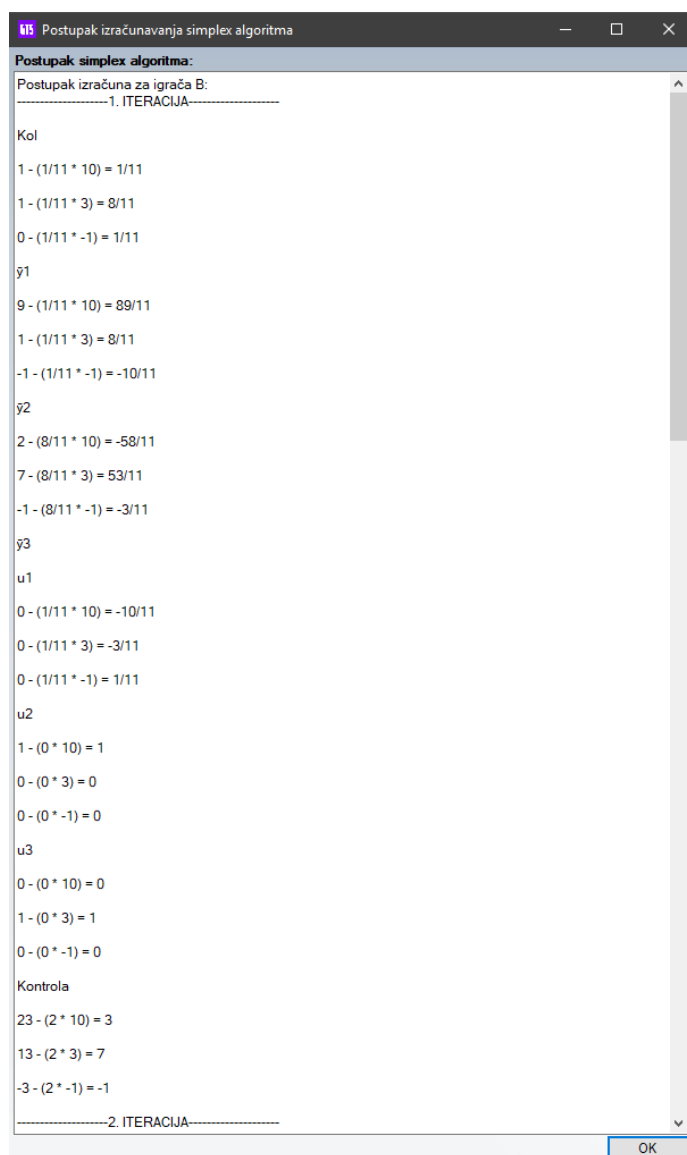 Postupak izračunavanja simplex algoritma
Postupak simplex algoritma:
Postupak izračuna za igrača B:
--------------------1. ITERACIJA--------------------
Kol
1 - (1/11 * 10) = 1/11
1 - (1/11 * 3) = 8/11
0 - (1/11 * -1) = 1/11
ȳ1
9 - (1/11 * 10) = 89/11
1 - (1/11 * 3) = 8/11
-1 - (1/11 * -1) = -10/11
ȳ2
2 - (8/11 * 10) = -58/11
7 - (8/11 * 3) = 53/11
-1 - (8/11 * -1) = -3/11
ȳ3
u1
0 - (1/11 * 10) = -10/11
0 - (1/11 * 3) = -3/11
0 - (1/11 * -1) = 1/11
u2
1 - (0 * 10) = 1
0 - (0 * 3) = 0
0 - (0 * -1) = 0
u3
0 - (0 * 10) = 0
1 - (0 * 3) = 1
0 - (0 * -1) = 0
Kontrola
23 - (2 * 10) = 3
13 - (2 * 3) = 7
-3 - (2 * -1) = -1
--------------------2. ITERACIJA--------------------
OK